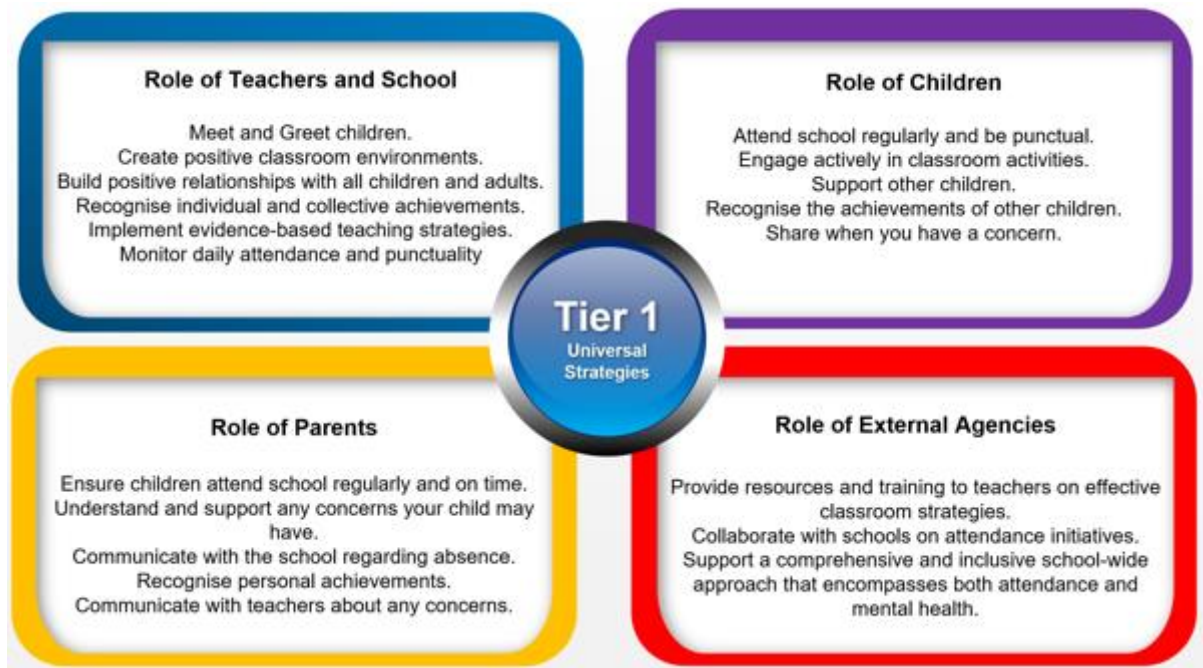 Role of Teachers and School
Meet and Greet children.
Create positive classroom environments.
Build positive relationships with all children and adults.
Recognise individual and collective achievements.
Implement evidence-based teaching strategies.
Monitor daily attendance and punctuality
Role of Children
Attend school regularly and be punctual.
Engage actively in classroom activities.
Support other children.
Recognise the achievements of other children.
Share when you have a concern.
Tier 1
Universal
Strategies
Role of Parents
Ensure children attend school regularly and on time.
Understand and support any concerns your child may
have.
Communicate with the school regarding absence.
Recognise personal achievements.
Communicate with teachers about any concerns.
Role of External Agencies
Provide resources and training to teachers on effective
classroom strategies.
Collaborate with schools on attendance initiatives.
Support a comprehensive and inclusive school-wide
approach that encompasses both attendance and
mental health.